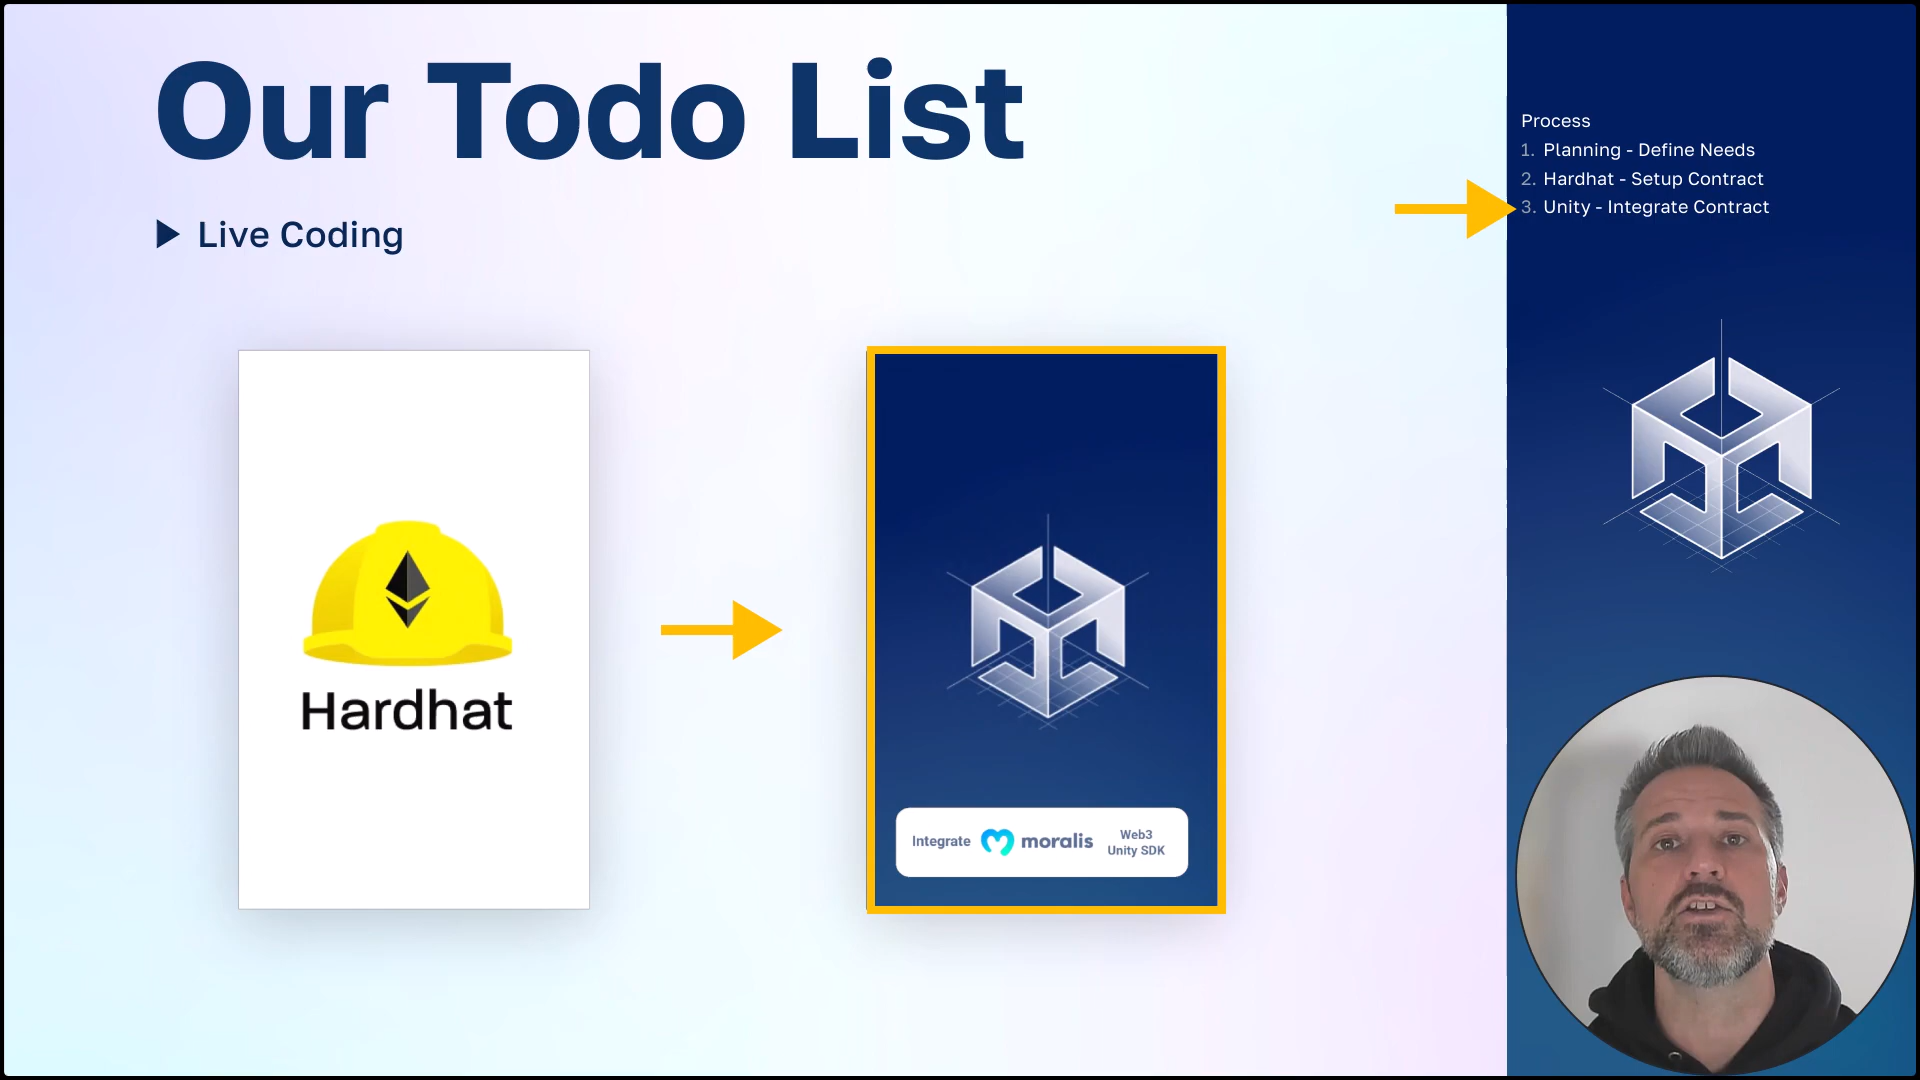 Our Todo List
Live Coding
Hardhat
Integrate moralis Web3 Unity SDK
Process
1. Planning - Define Needs
2. Hardhat - Setup Contract
3. Unity - Integrate Contract